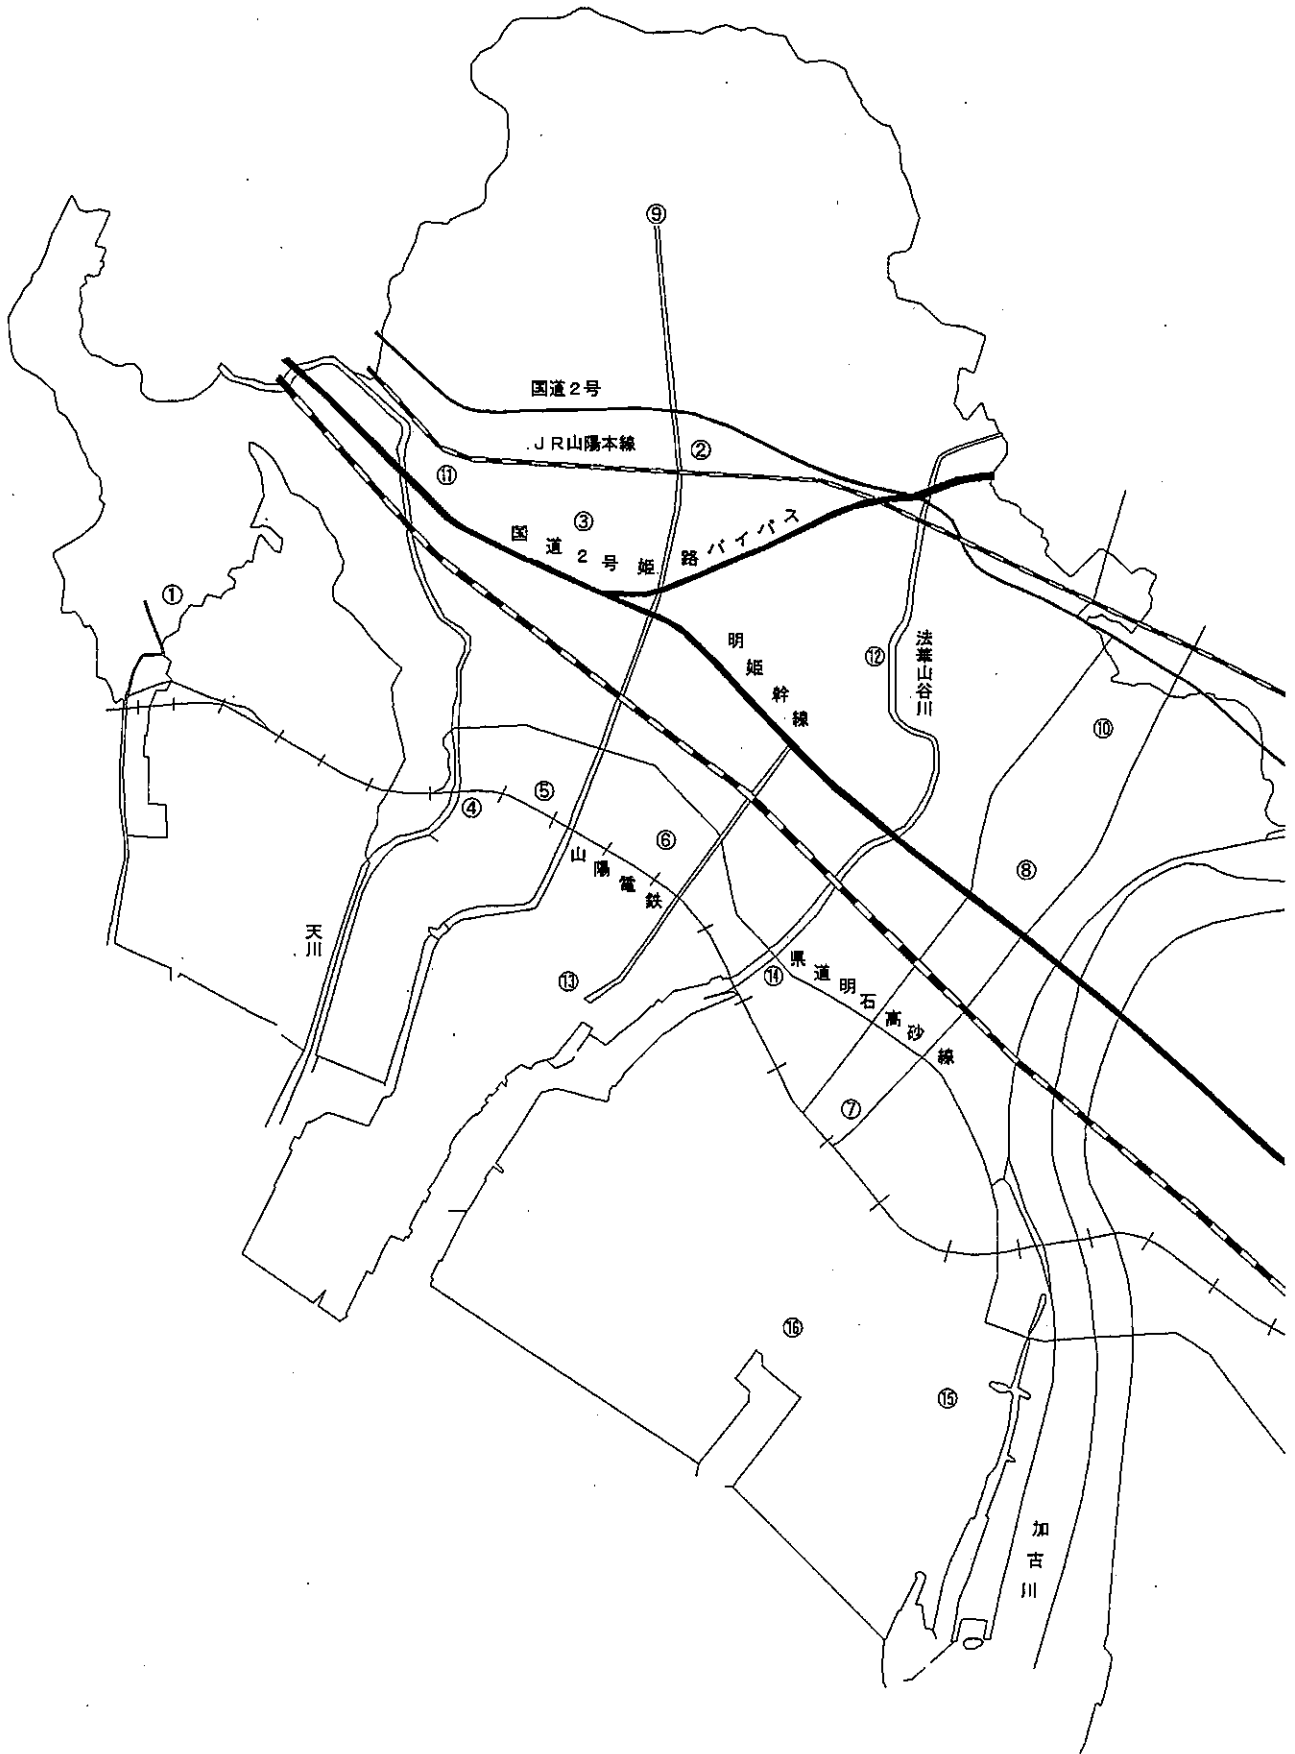 ⑨
国道2号
JR山陽本線
②
⑪
③
国道2号姫路バイパス
①
明姫幹線
⑫
法華山谷川
⑩
⑤
④
⑥
山陽電鉄
⑧
天川
⑬
⑭
県道明石高砂線
⑦
⑯
⑮
加古川